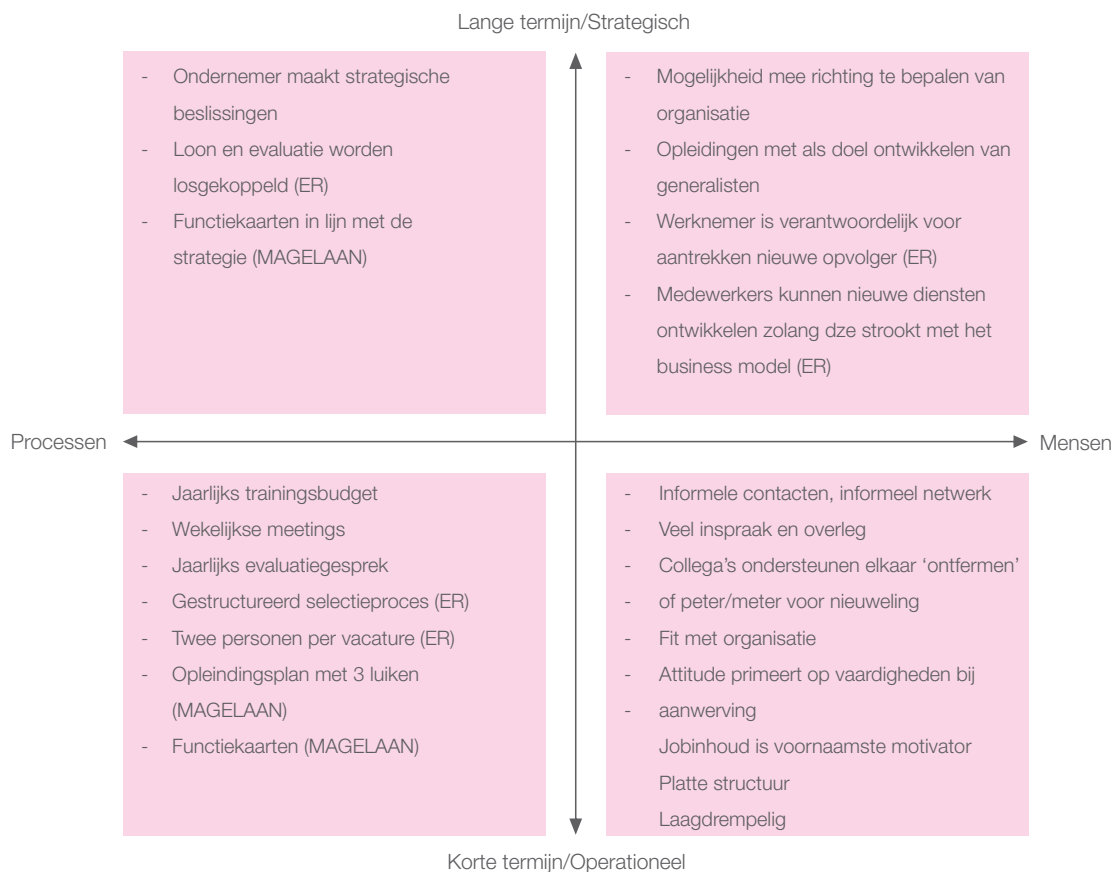 Lange termijn/Strategisch
- Ondernemer maakt strategische
beslissingen
- Loon en evaluatie worden
losgekoppeld (ER)
- Functiekaarten in lijn met de
strategie (MAGELAAN)
- Mogelijkheid mee richting te bepalen van
organisatie
- Opleidingen met als doel ontwikkelen van
generalisten
- Werknemer is verantwoordelijk voor
aantrekken nieuwe opvolger (ER)
- Medewerkers kunnen nieuwe diensten
ontwikkelen zolang dze strookt met het
business model (ER)
Processen
Mensen
- Jaarlijks trainingsbudget
- Wekelijkse meetings
- Jaarlijks evaluatiegesprek
- Gestructureerd selectieproces (ER)
- Twee personen per vacature (ER)
- Opleindingsplan met 3 luiken
(MAGELAAN)
- Functiekaarten (MAGELAAN)
- Informele contacten, informeel netwerk
- Veel inspraak en overleg
- Collega's ondersteunen elkaar ‘ontfermen’
- of peter/meter voor nieuweling
- Fit met organisatie
- Attitude primeert op vaardigheden bij
- aanwerving
Jobinhoud is voornaamste motivator
Platte structuur
Laagdrempelig
Korte termijn/Operationeel